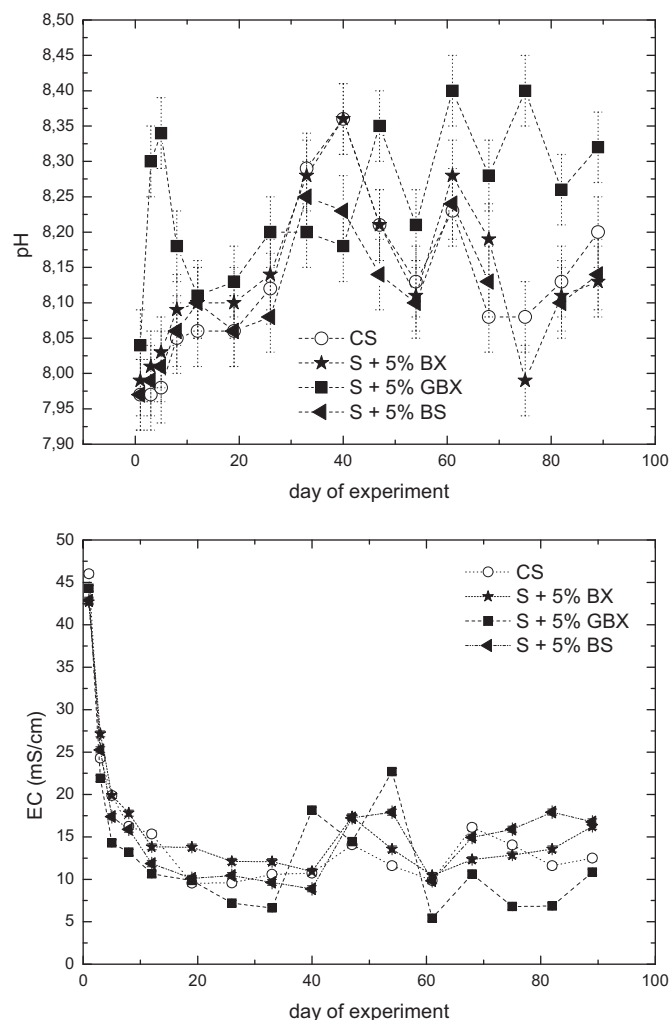 8,50
8,45
8,40
8,35
8,30
8,25
8,20
8,15
8,10
8,05
8,00
7,95
7,90
pH
CS
S + 5% BX
S + 5% GBX
S + 5% BS
0 20 40 60 80 100
day of experiment
50
45
40
35
30
25
20
15
10
5
0
EC (mS/cm)
CS
S + 5% BX
S + 5% GBX
S + 5% BS
0 20 40 60 80 100
day of experiment